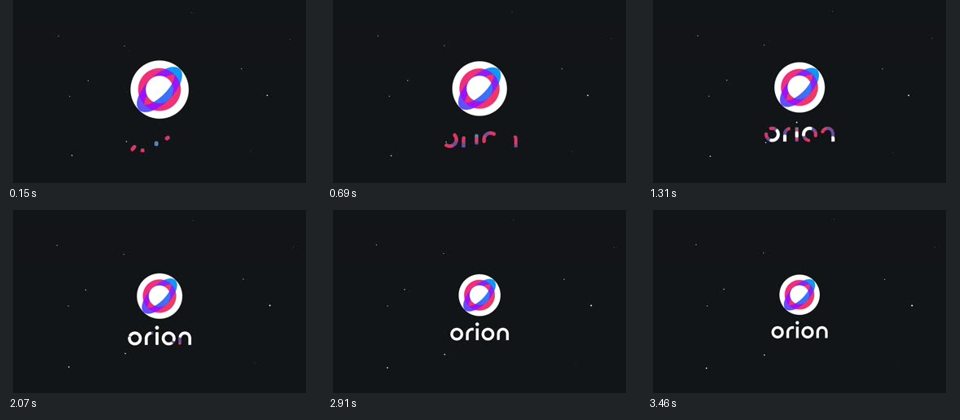 0.15 s
0.69 s
orion
1.31 s
orion
2.07 s
orion
2.91 s
orion
3.46 s